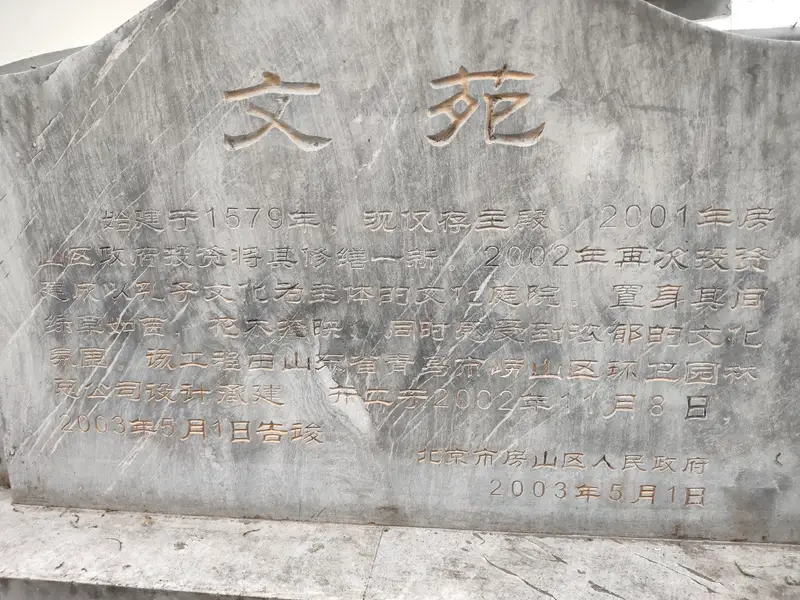 文苑
始建于1579年，现仅存主殿。2001年房
山区政府投资将其修缮一新。2002年再次投资
建成以孔子文化为主体的文化庭院。置身其间
绿草如茵，花木掩映，同时感受到浓郁的文化
氛围。该工程由山东省青岛市崂山区环卫园林
总公司设计承建 开工于2002年11月8日
2003年5月1日告竣
北京市房山区人民政府
2003年5月1日